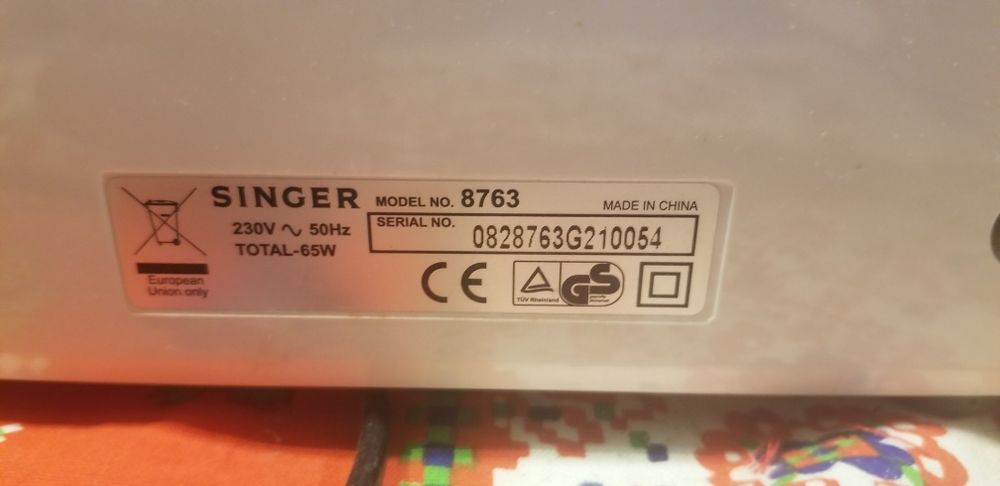 SINGER MODEL NO. 8763 MADE IN CHINA
SERIAL NO. 0828763G210054
230V ~ 50Hz
TOTAL-65W
European
Union only
CE
TÜV Rheinland
GS